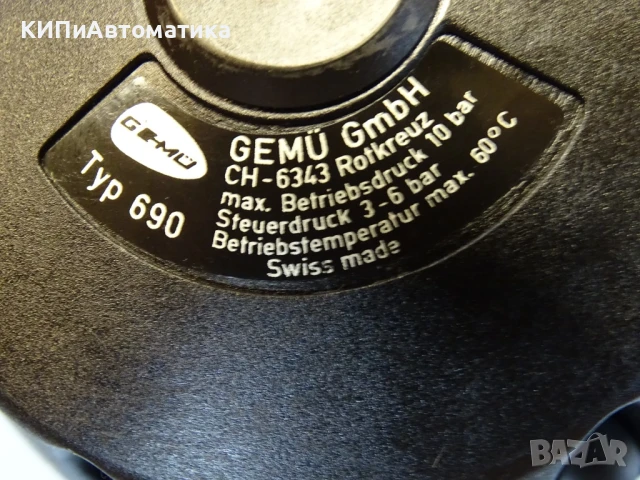 КИПиАвтоматика
GEMÜ
Typ 690
GEMÜ GmbH
CH-6343 Rotkreuz
max. Betriebsdruck 10 bar
Steuerdruck 3-6 bar
Betriebstemperatur max. 60°C
Swiss made
BAZAR